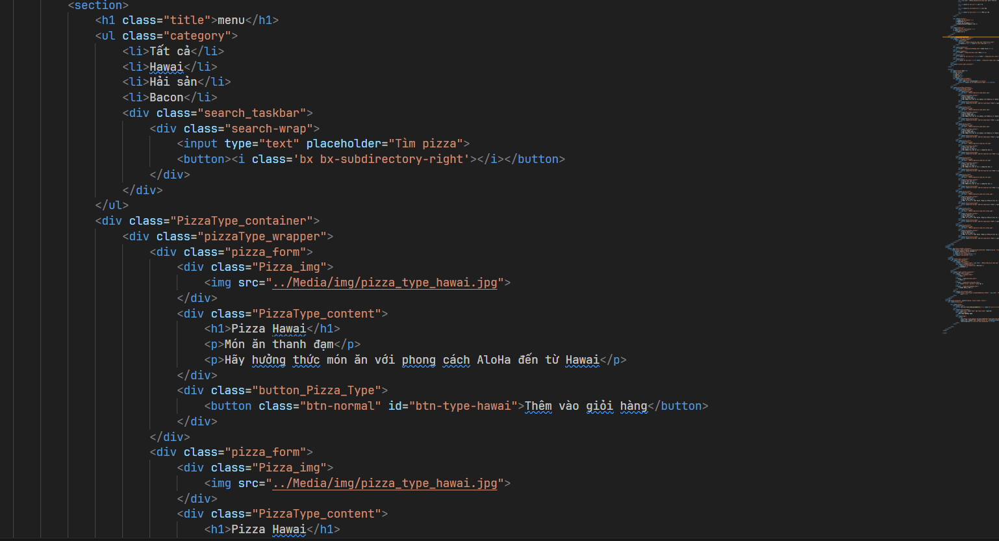 <section>
<h1 class="title">menu</h1>
<ul class="category">
<li>Tất cả</li>
<li>Hawai</li>
<li>Hải sản</li>
<li>Bacon</li>
<div class="search_taskbar">
<div class="search-wrap">
<input type="text" placeholder="Tìm pizza">
<button><i class='bx bx-subdirectory-right'></i></button>
</div>
</div>
</ul>
<div class="PizzaType_container">
<div class="pizzaType_wrapper">
<div class="pizza_form">
<div class="Pizza_img">
<img src="../Media/img/pizza_type_hawai.jpg">
</div>
<div class="PizzaType_content">
<h1>Pizza Hawai</h1>
<p>Món ăn thanh đạm</p>
<p>Hãy hưởng thức món ăn với phong cách AloHa đến từ Hawai</p>
</div>
<div class="button_Pizza_Type">
<button class="btn-normal" id="btn-type-hawai">Thêm vào giỏi hàng</button>
</div>
</div>
<div class="pizza_form">
<div class="Pizza_img">
<img src="../Media/img/pizza_type_hawai.jpg">
</div>
<div class="PizzaType_content">
<h1>Pizza Hawai</h1>